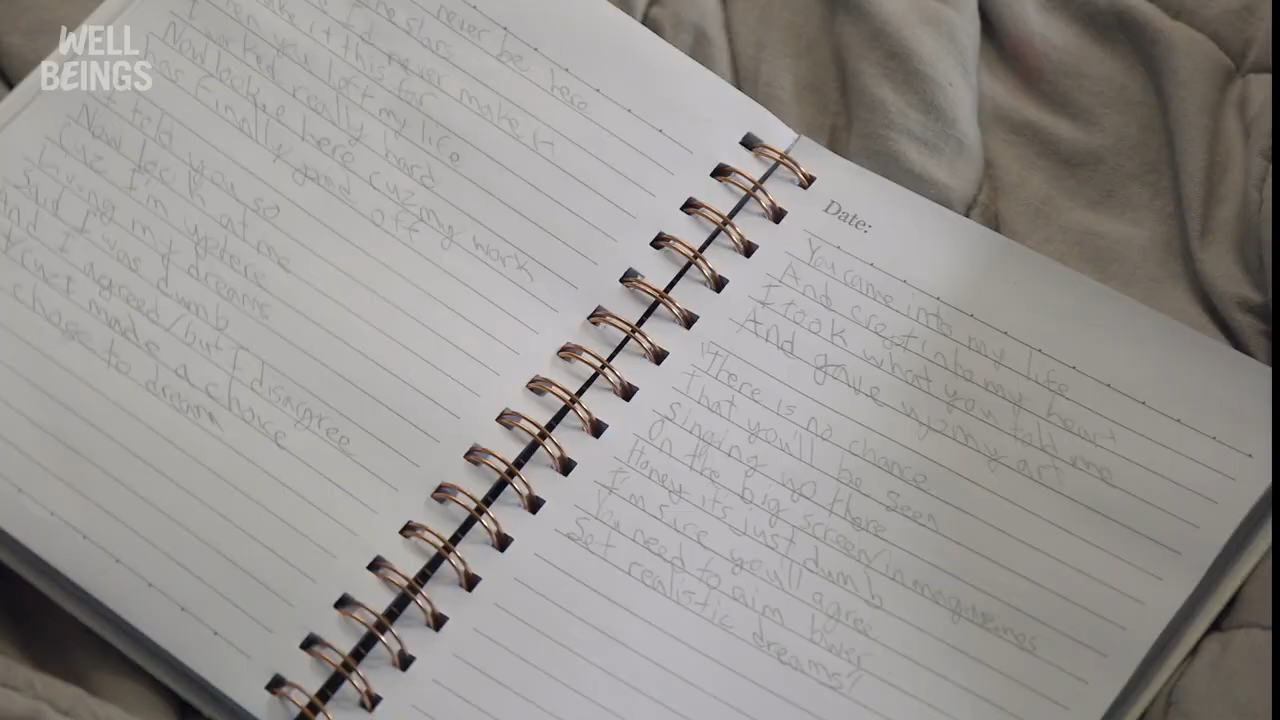 WELL
BEINGS
never be here
the stars
I'd never make it
make it this far
Then you left my life
I worked really hard
Now look o here cuz my work
has finally paid off
I told you so
Now look at me
Cuz I'm up here
living my dreams
Said I was dumb
And I agreed/but I disagree
I just made a choice
chose to dream
Date:
You came into my life
And crept into my heart
I took what you told me
And gave up my art
"There is no chance
That you'll be seen
Singing up there
On the big screen/in magineings
Honey its just dumb
I'm sure you'll agree
You need to aim lower
Set realistic dreams"